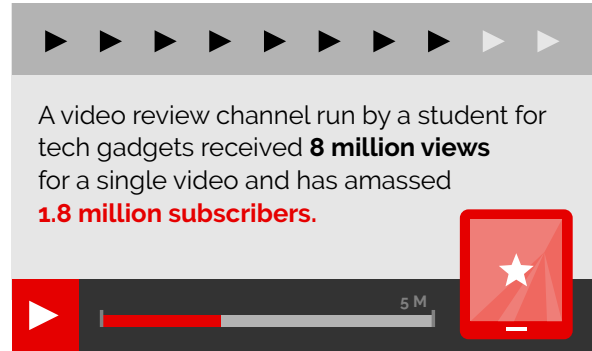 A video review channel run by a student for
tech gadgets received 8 million views
for a single video and has amassed
1.8 million subscribers.
5 M